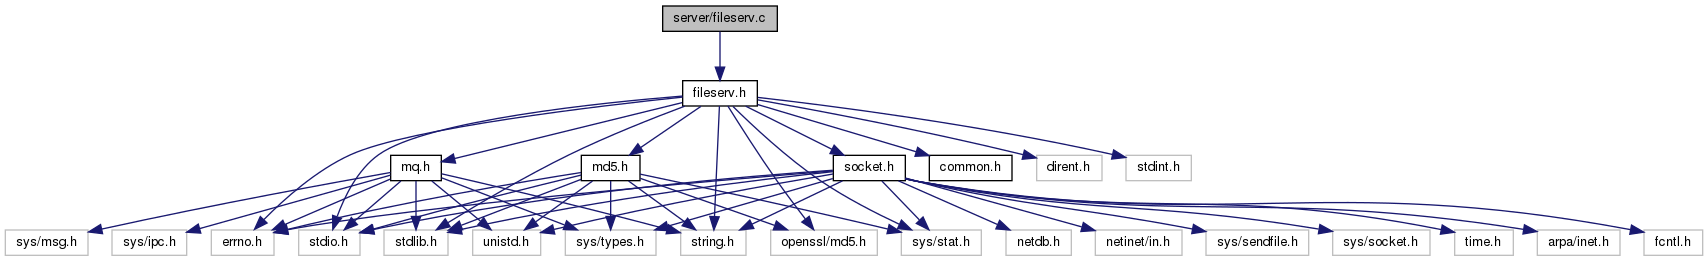 server/fileserv.c
fileserv.h
mq.h
md5.h
socket.h
common.h
dirent.h
stdint.h
sys/msg.h
sys/ipc.h
errno.h
stdio.h
stdlib.h
unistd.h
sys/types.h
string.h
openssl/md5.h
sys/stat.h
netdb.h
netinet/in.h
sys/sendfile.h
sys/socket.h
time.h
arpa/inet.h
fcntl.h